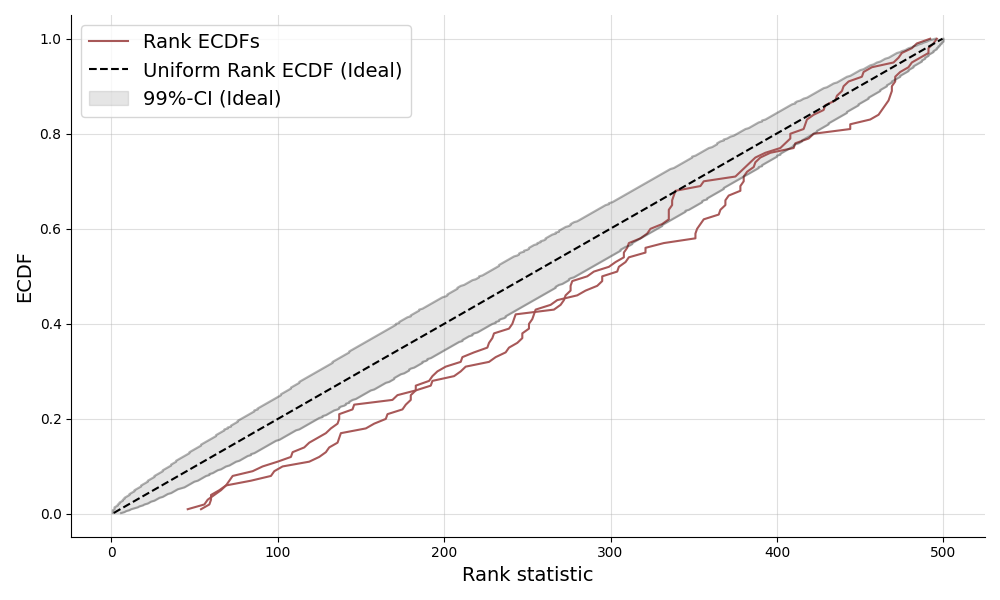 Rank ECDFs
Uniform Rank ECDF (Ideal)
99%-CI (Ideal)
ECDF
1.0
0.8
0.6
0.4
0.2
0.0
0 100 200 300 400 500
Rank statistic